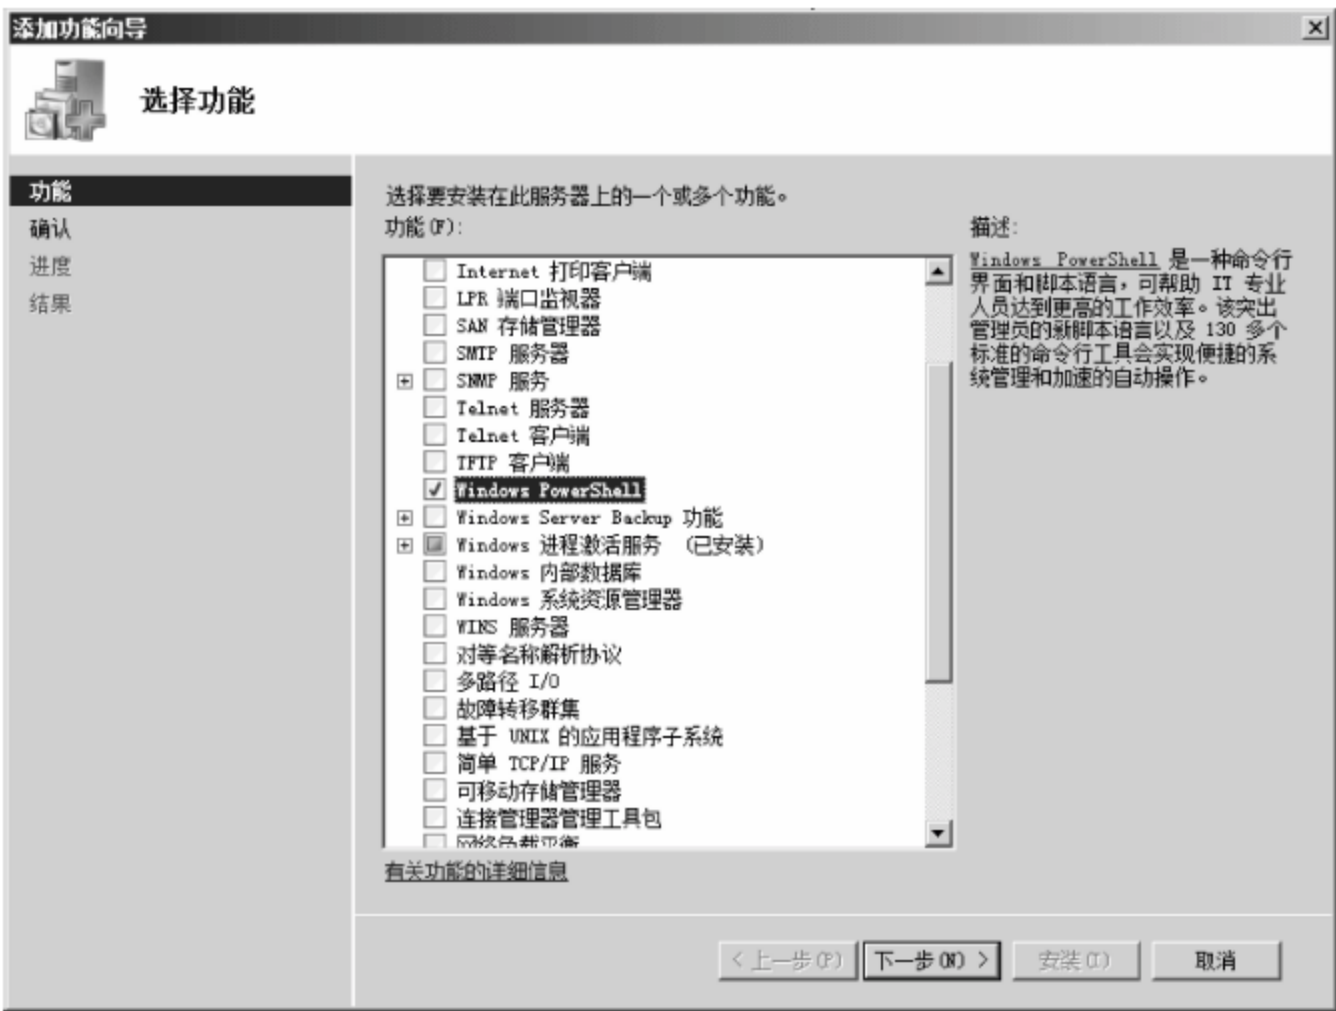 添加功能向导
选择功能
功能
确认
进度
结果
选择要安装在此服务器上的一个或多个功能。
功能(F):
Internet 打印客户端
LPR 端口监视器
SAN 存储管理器
SMTP 服务器
SNMP 服务
Telnet 服务器
Telnet 客户端
TFTP 客户端
Windows PowerShell
Windows Server Backup 功能
Windows 进程激活服务 (已安装)
Windows 内部数据库
Windows 系统资源管理器
WINS 服务器
对等名称解析协议
多路径 I/O
故障转移群集
基于 UNIX 的应用程序子系统
简单 TCP/IP 服务
可移动存储管理器
连接管理器管理工具包
网络负载平衡
有关功能的详细信息
描述:
Windows PowerShell 是一种命令行
界面和脚本语言，可帮助 IT 专业
人员达到更高的工作效率。该突出
管理员的新脚本语言以及 130 多个
标准的命令行工具会实现便捷的系
统管理和加速的自动操作。
< 上一步(P)
下一步(N) >
安装(I)
取消